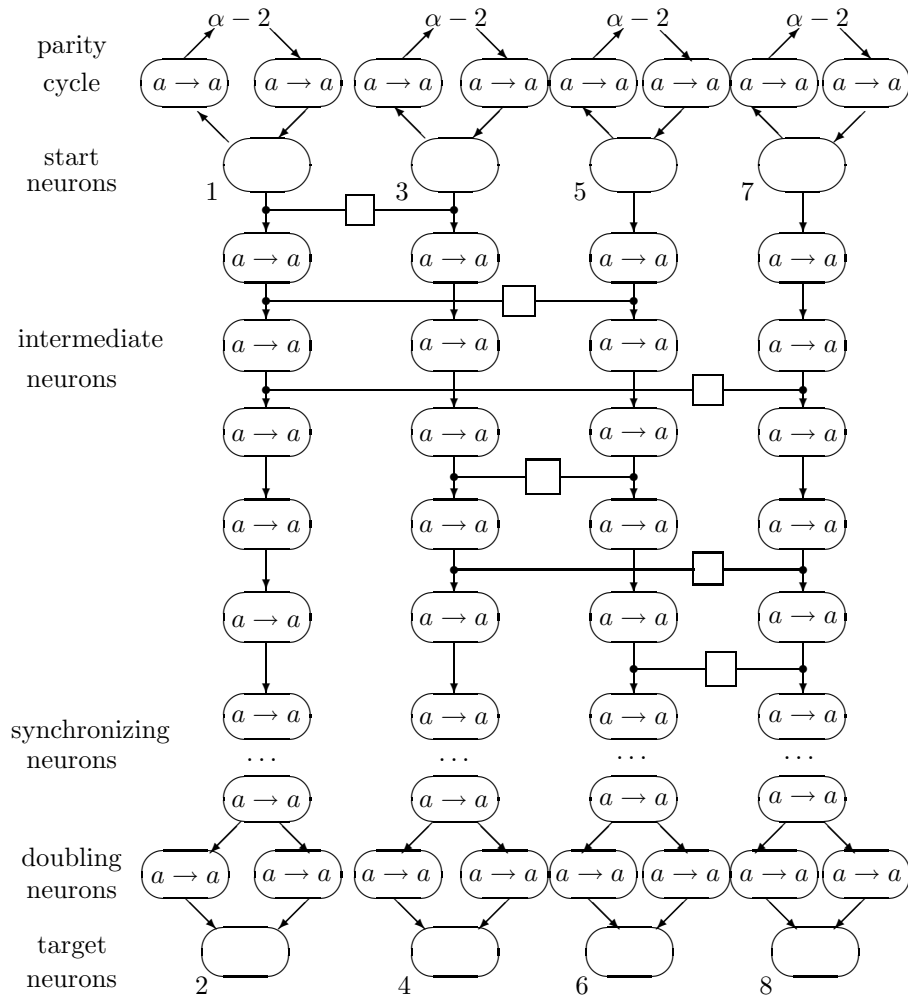 α − 2 α − 2 α − 2 α − 2
parity
cycle a → a a → a a → a a → a a → a a → a a → a a → a
start
neurons
1 3 5 7
a → a a → a a → a a → a
intermediate a → a a → a a → a a → a
neurons
a → a a → a a → a a → a
a → a a → a a → a a → a
a → a a → a a → a a → a
a → a a → a a → a a → a
synchronizing
neurons ... ... ... ...
a → a a → a a → a a → a
doubling
a → a a → a a → a a → a a → a a → a a → a a → a
neurons
target
neurons 2 4 6 8